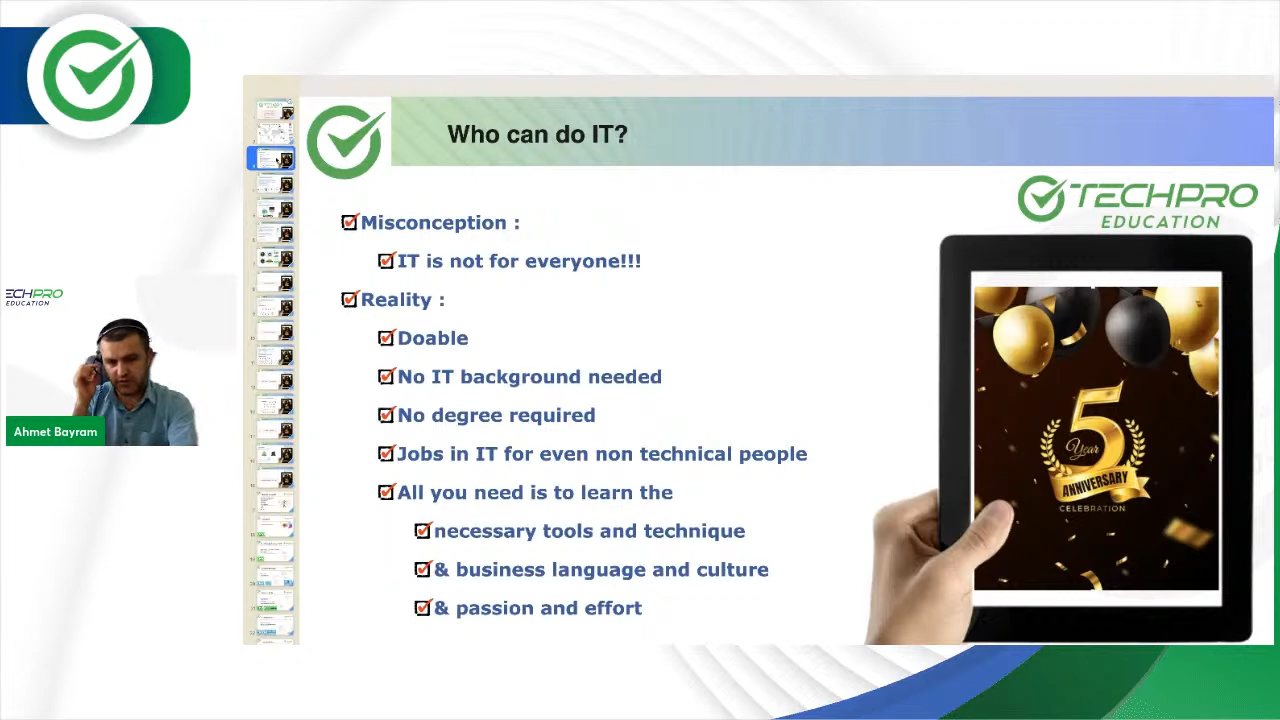 Who can do IT?
TECHPRO
EDUCATION
Misconception :
IT is not for everyone!!!
Reality :
Doable
No IT background needed
No degree required
Jobs in IT for even non technical people
All you need is to learn the
necessary tools and technique
& business language and culture
& passion and effort
5
Year
ANNIVERSARY
CELEBRATION
ECHPRO
EDUCATION
Ahmet Bayram